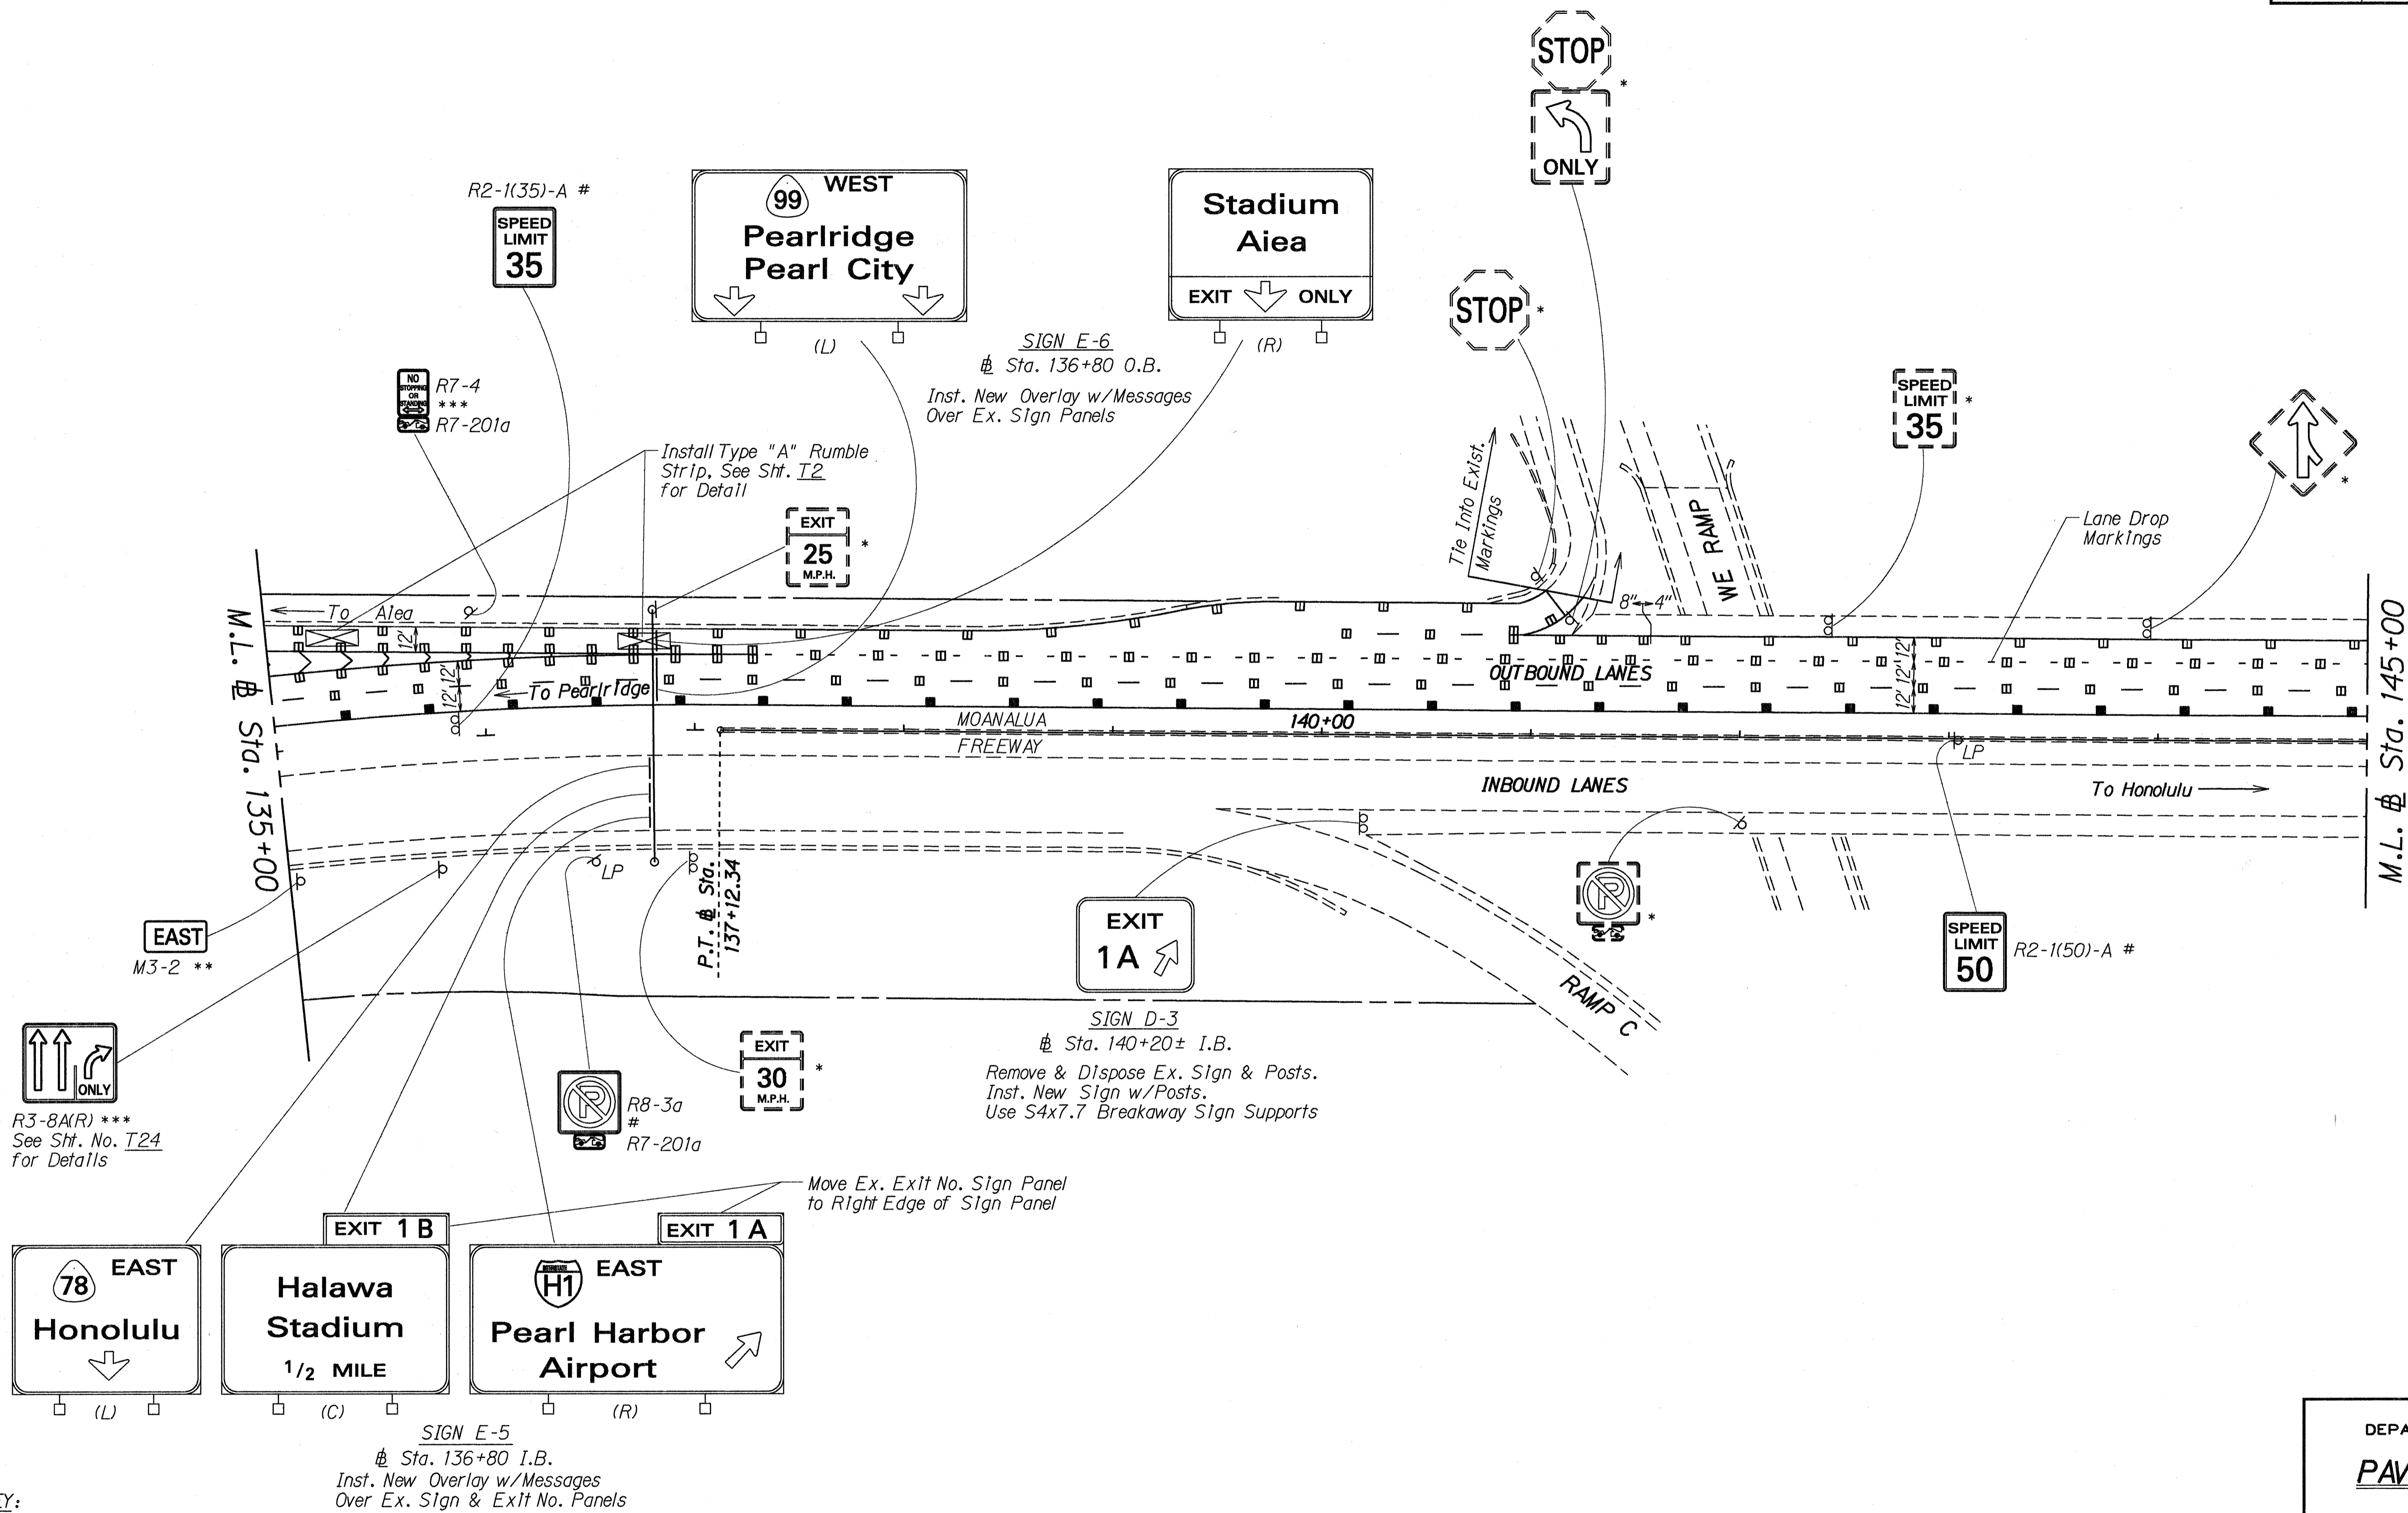 STOP
*
ONLY
R2-1(35)-A #
SPEED
LIMIT
35
99 WEST
Pearlridge
Pearl City
(L)
Stadium
Aiea
EXIT ONLY
(R)
SIGN E-6
Sta. 136+80 O.B.
Inst. New Overlay w/Messages
Over Ex. Sign Panels
STOP *
NO
STOPPING
OR
STANDING
R7-4
***
R7-201a
SPEED
LIMIT
35
*
*
Install Type "A" Rumble
Strip, See Sht. T2
for Detail
EXIT
25
M.P.H.
*
Tie Into Exist.
Markings
WE RAMP
Lane Drop
Markings
M.L. ␢ Sta. 135+00
To Aiea
12'
12' 12'
To Pearlridge
8" 4"
OUTBOUND LANES
12' 12' 12'
MOANALUA
FREEWAY
140+00
LP
INBOUND LANES
To Honolulu
M.L. ␢ Sta. 145+00
LP
P.T. ␢ Sta.
137+12.34
EAST
M3-2 **
EXIT
1A
SIGN D-3
Sta. 140+20± I.B.
Remove & Dispose Ex. Sign & Posts.
Inst. New Sign w/Posts.
Use S4x7.7 Breakaway Sign Supports
RAMP C
P
*
SPEED
LIMIT
50
R2-1(50)-A #
ONLY
R3-8A(R) ***
See Sht. No. T24
for Details
P
R8-3a
#
R7-201a
EXIT
30
M.P.H.
*
Move Ex. Exit No. Sign Panel
to Right Edge of Sign Panel
EXIT 1B
EXIT 1A
78 EAST
Honolulu
(L)
Halawa
Stadium
1/2 MILE
(C)
INTERSTATE
H1 EAST
Pearl Harbor
Airport
(R)
SIGN E-5
Sta. 136+80 I.B.
Inst. New Overlay w/Messages
Over Ex. Sign & Exit No. Panels
EY:
DEPA
PAV